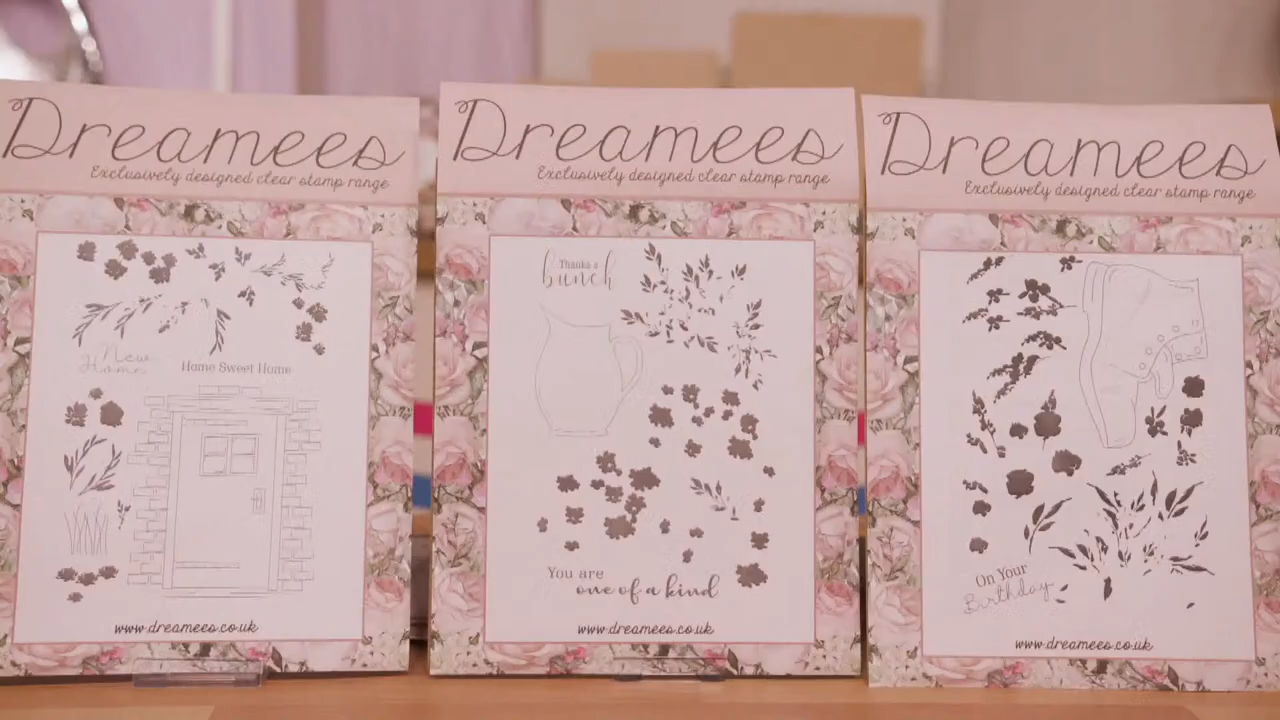 Dreamees
Exclusively designed clear stamp range
New
Home
Home Sweet Home
www.dreamees.co.uk
Dreamees
Exclusively designed clear stamp range
Thanks a
bunch
You are
one of a kind
www.dreamees.co.uk
Dreamees
Exclusively designed clear stamp range
On Your
Birthday
www.dreamees.co.uk